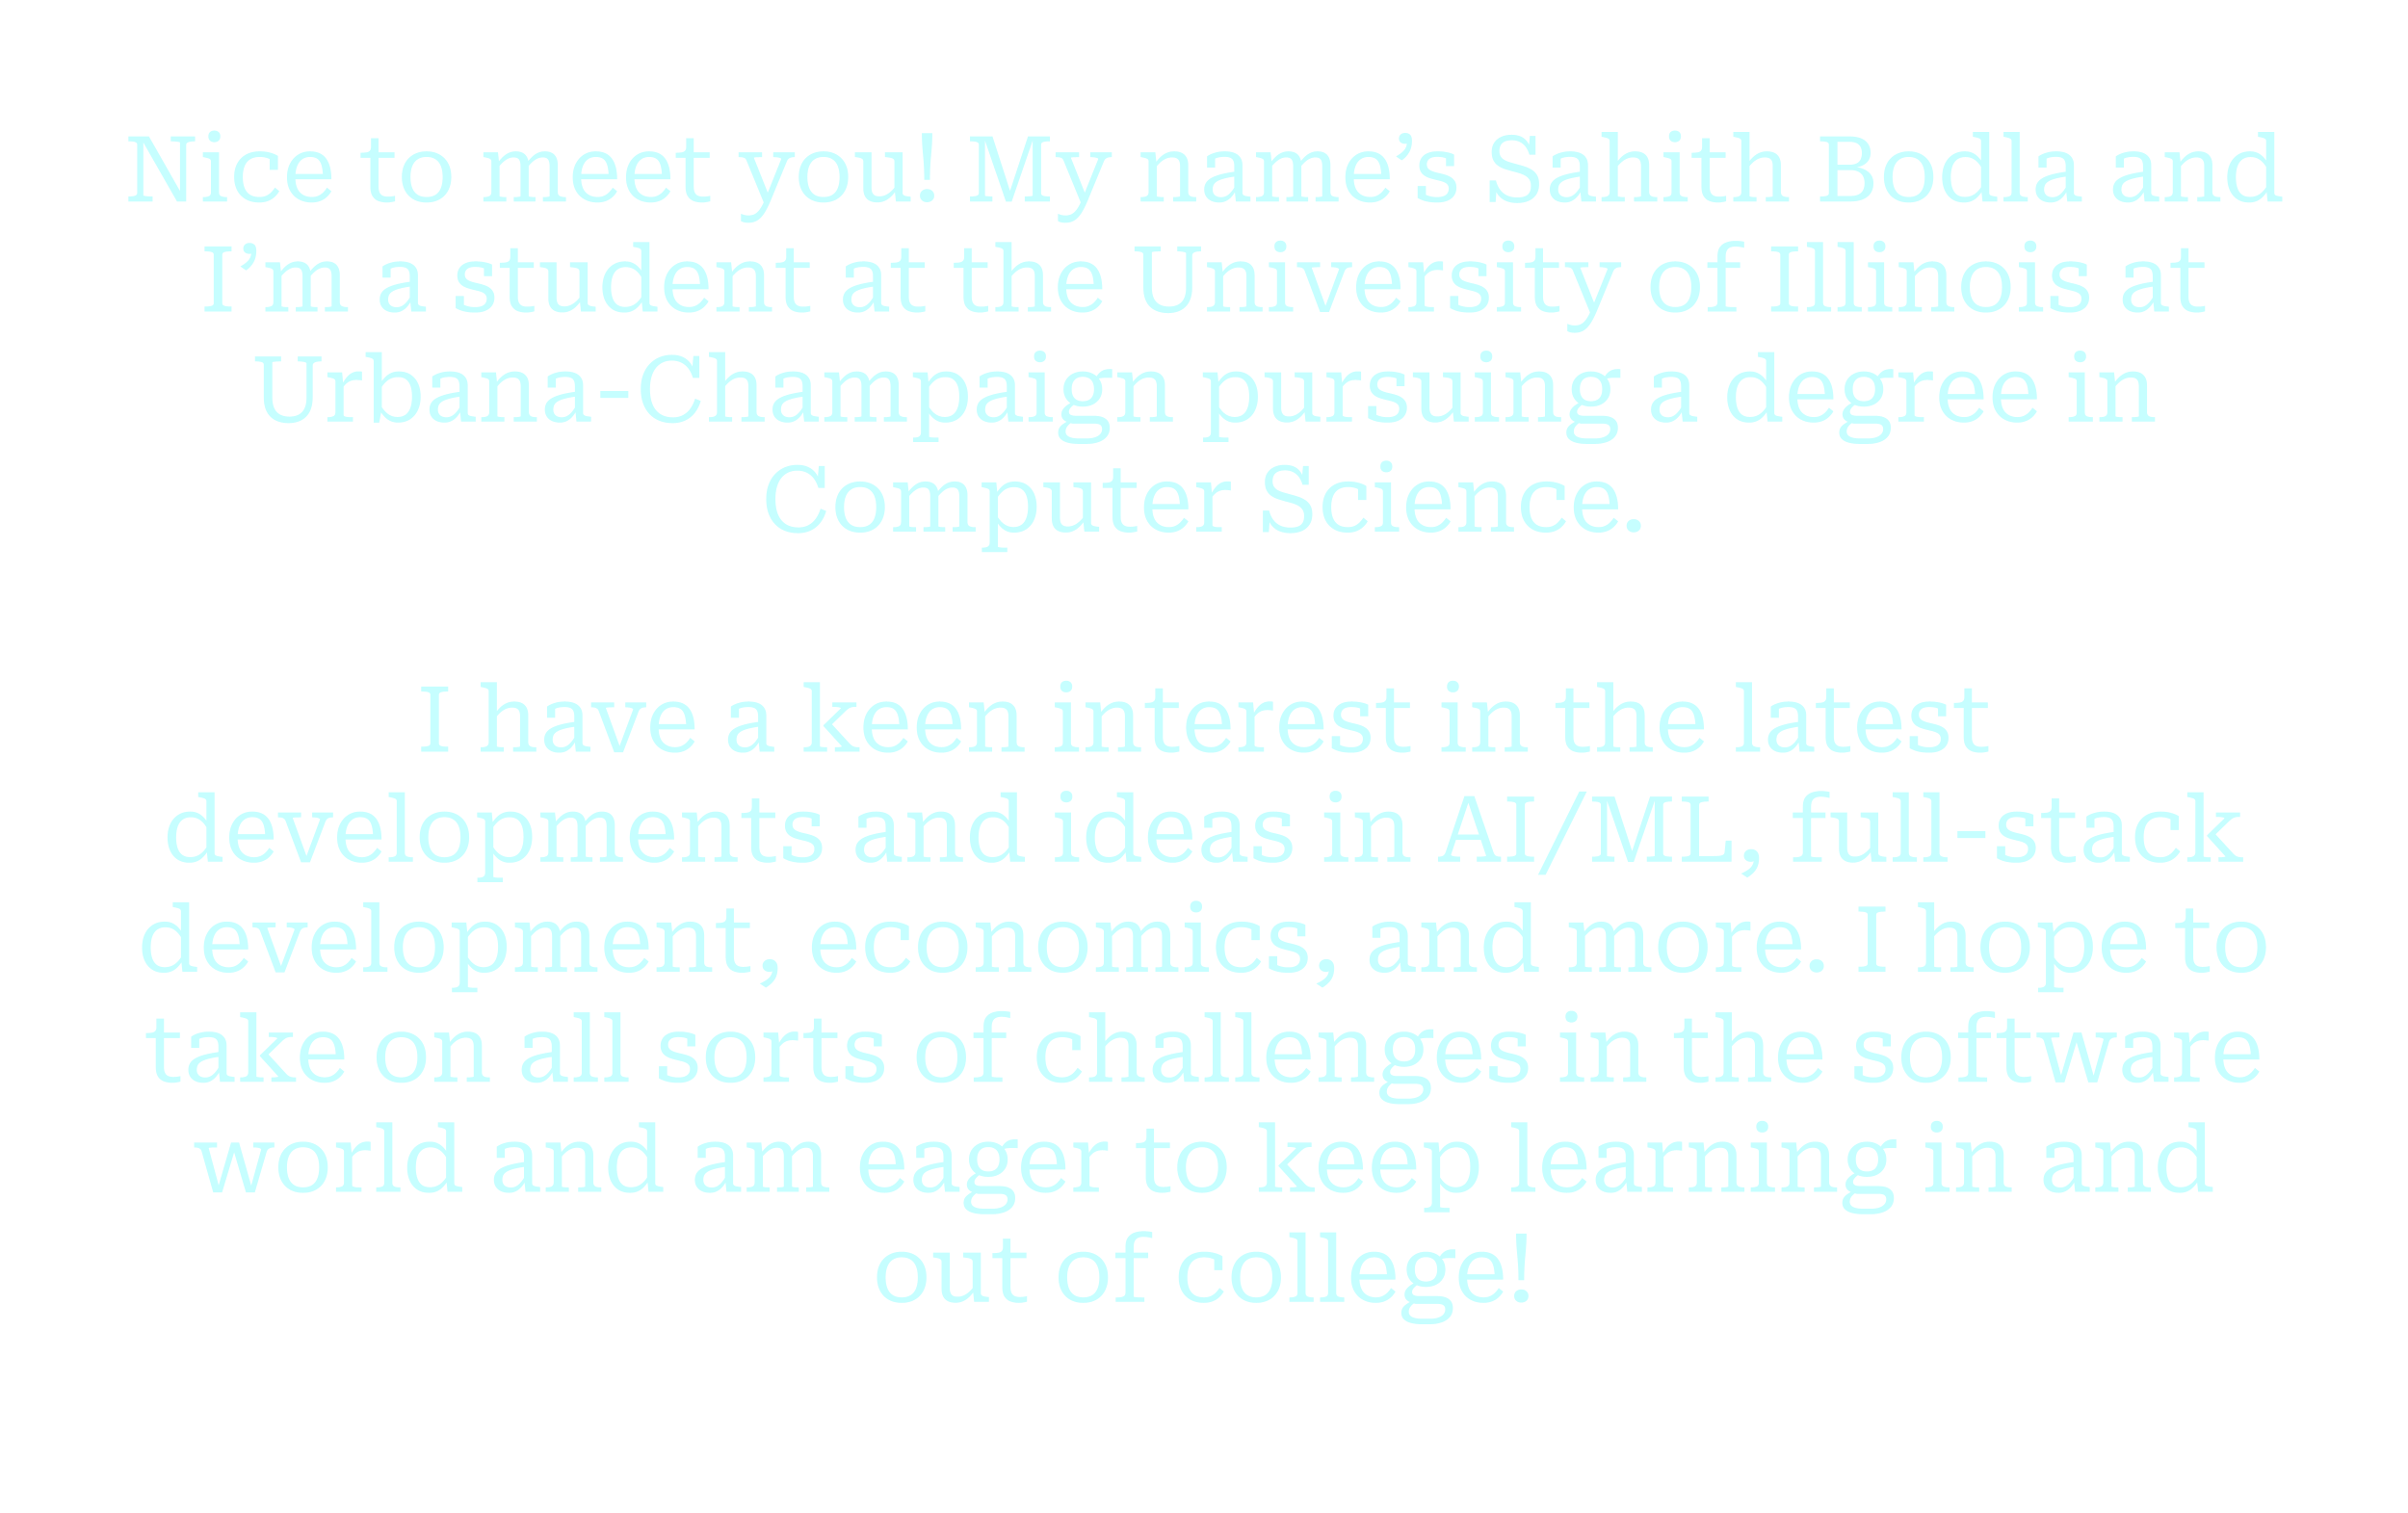 Nice to meet you! My name’s Sahith Bodla and
I’m a student at the University of Illinois at
Urbana-Champaign pursuing a degree in
Computer Science.
I have a keen interest in the latest
developments and ideas in AI/ML, full-stack
development, economics, and more. I hope to
take on all sorts of challenges in the software
world and am eager to keep learning in and
out of college!